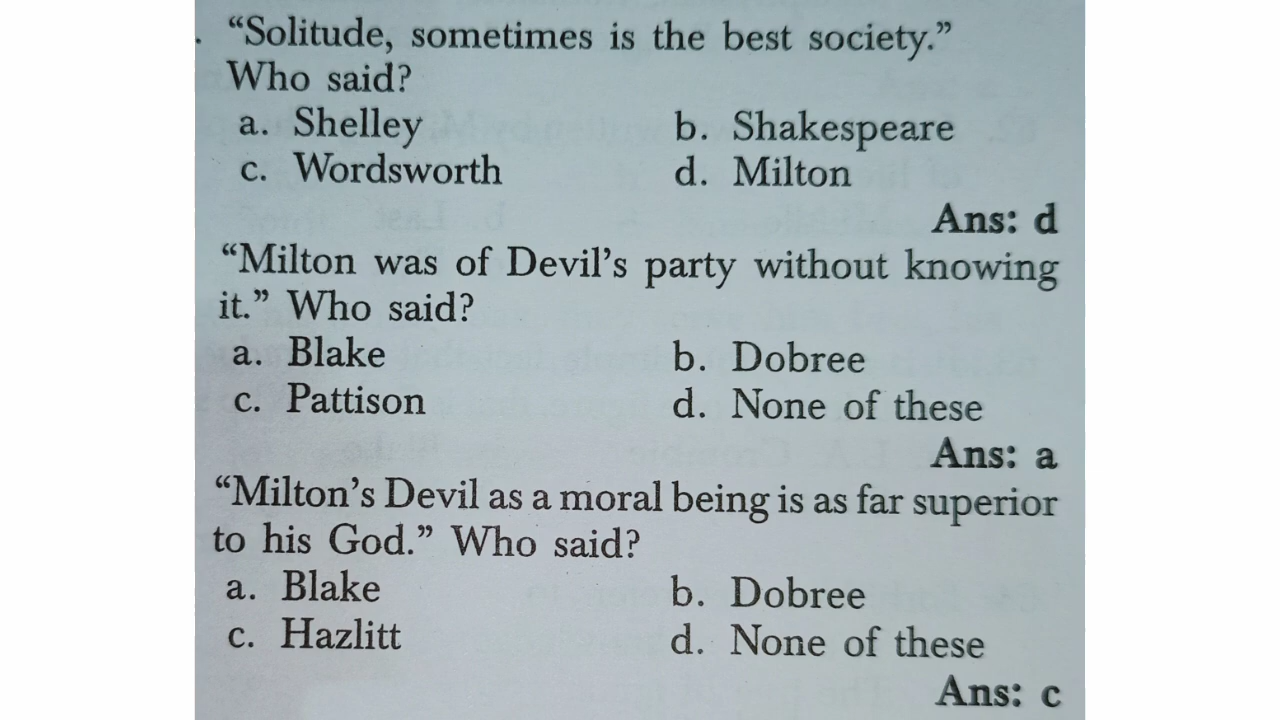 . “Solitude, sometimes is the best society.”
Who said?
a. Shelley b. Shakespeare
c. Wordsworth d. Milton
Ans: d
“Milton was of Devil’s party without knowing
it.” Who said?
a. Blake b. Dobree
c. Pattison d. None of these
Ans: a
“Milton’s Devil as a moral being is as far superior
to his God.” Who said?
a. Blake b. Dobree
c. Hazlitt d. None of these
Ans: c